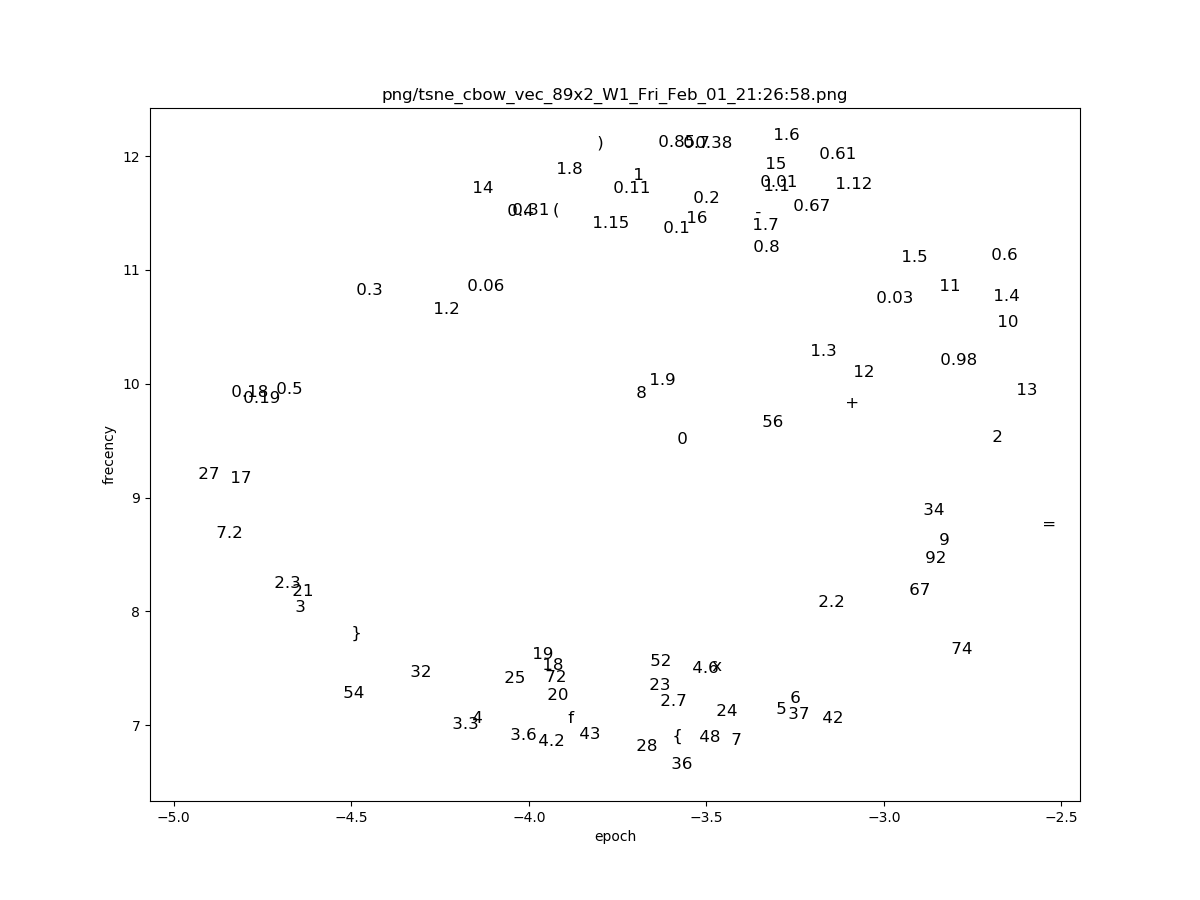 png/tsne_cbow_vec_89x2_W1_Fri_Feb_01_21:26:58.png
12
11
10
9
8
7
frecency
−5.0 −4.5 −4.0 −3.5 −3.0 −2.5
epoch
1.6
) 0.85 0.7 0.38
0.61
1.8 15
1 0.01
14 0.11 1.1 1.12
0.2
0.4 0.31 ( 0.67
- 16
1.15 0.1 1.7
0.8
1.5 0.6
0.3 0.06 11
1.2 0.03 1.4
10
1.3
0.98
12
0.18 0.19 0.5 8 1.9 13
+
56
0 2
27 17
34
7.2 9 =
92
2.3 21 67
3 2.2
}
74
19 52
18 4.6 x
32 25 72 23
54 20 2.7 6
3.3 4 f 24 5 37 42
3.6 4.2 43 { 48 7
28
36